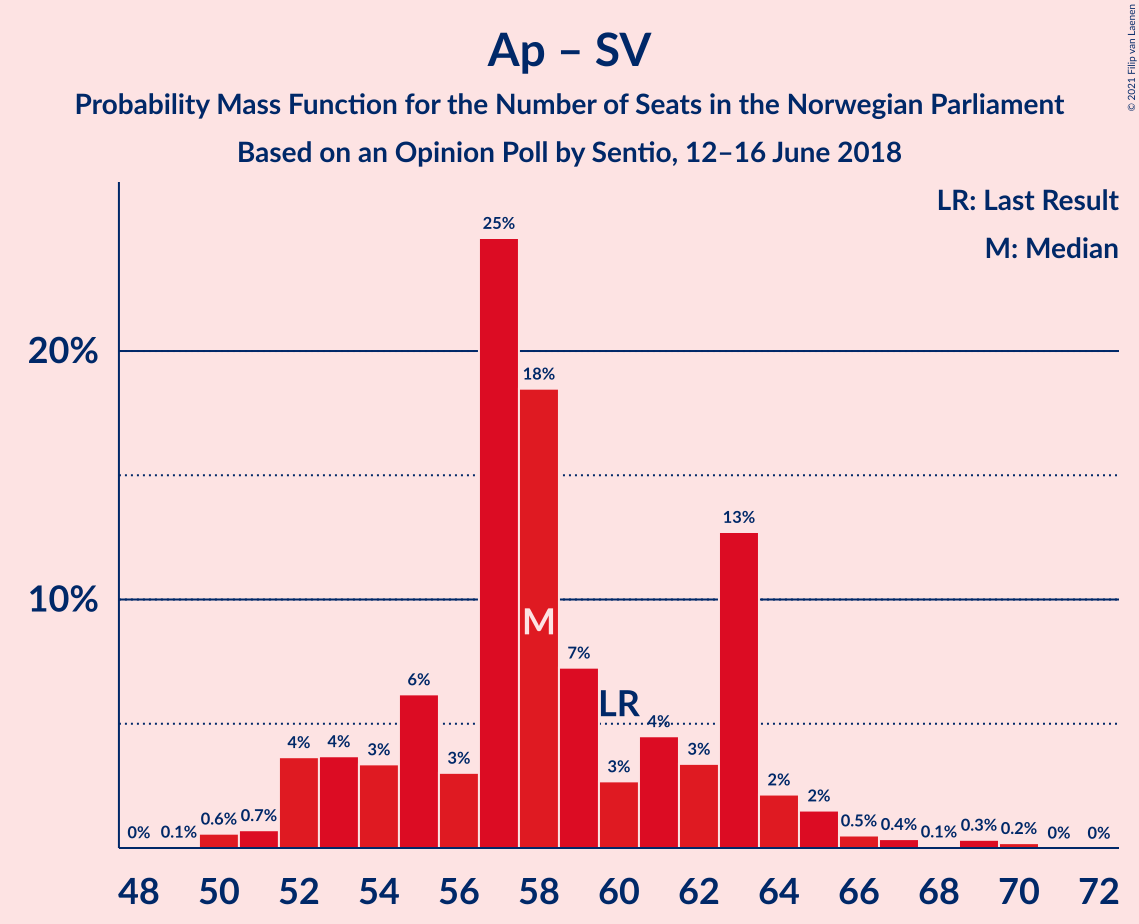 Ap – SV
Probability Mass Function for the Number of Seats in the Norwegian Parliament
Based on an Opinion Poll by Sentio, 12–16 June 2018
© 2021 Filip van Laenen
LR: Last Result
M: Median
20%
10%
0% 0.1% 0.6% 0.7% 4% 4% 3% 6% 3% 25% 18% 7% 3% 4% 3% 13% 2% 2% 0.5% 0.4% 0.1% 0.3% 0.2% 0% 0%
M
LR
48 50 52 54 56 58 60 62 64 66 68 70 72